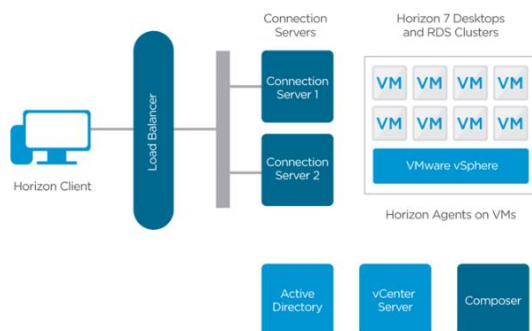 Connection
Servers
Horizon 7 Desktops
and RDS Clusters
Horizon Client
Load Balancer
Connection
Server 1
Connection
Server 2
VM VM VM VM
VM VM VM VM
VMware vSphere
Horizon Agents on VMs
Active
Directory
vCenter
Server
Composer